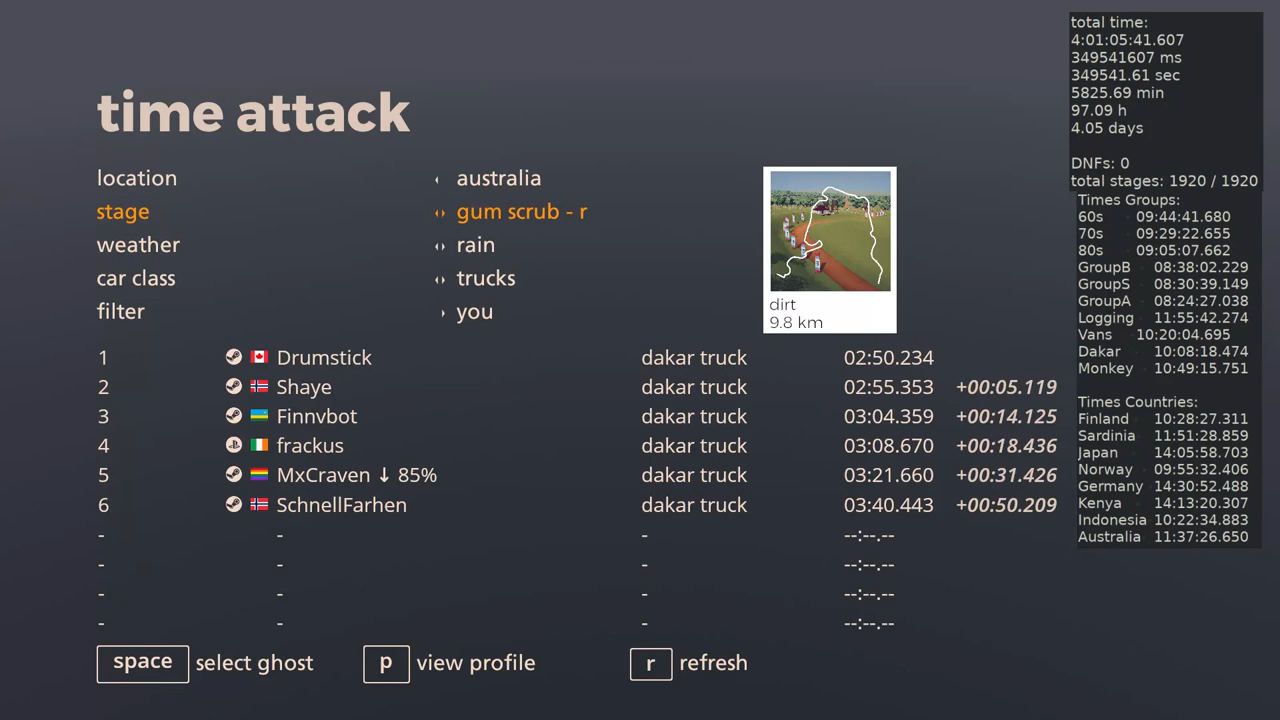 time attack
location australia
stage gum scrub - r
weather rain
car class trucks
filter you
dirt
9.8 km
1 Drumstick dakar truck 02:50.234
2 Shaye dakar truck 02:55.353 +00:05.119
3 Finnvbot dakar truck 03:04.359 +00:14.125
4 frackus dakar truck 03:08.670 +00:18.436
5 MxCraven ↓ 85% dakar truck 03:21.660 +00:31.426
6 SchnellFarhen dakar truck 03:40.443 +00:50.209
- - - --:--.--
- - - --:--.--
- - - --:--.--
- - - --:--.--
space select ghost p view profile r refresh
total time:
4:01:05:41.607
349541607 ms
349541.61 sec
5825.69 min
97.09 h
4.05 days
DNFs: 0
total stages: 1920 / 1920
Times Groups:
60s 09:44:41.680
70s 09:29:22.655
80s 09:05:07.662
GroupB 08:38:02.229
GroupS 08:30:39.149
GroupA 08:24:27.038
Logging 11:55:42.274
Vans 10:20:04.695
Dakar 10:08:18.474
Monkey 10:49:15.751
Times Countries:
Finland 10:28:27.311
Sardinia 11:51:28.859
Japan 14:05:58.703
Norway 09:55:32.406
Germany 14:30:52.488
Kenya 14:13:20.307
Indonesia 10:22:34.883
Australia 11:37:26.650